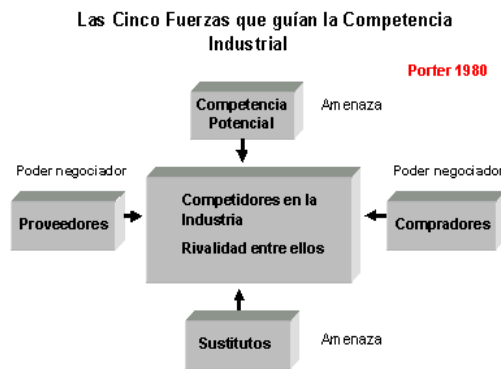 Las Cinco Fuerzas que guían la Competencia
Industrial
Porter 1980
Competencia
Potencial
Amenaza
Poder negociador
Poder negociador
Proveedores
Competidores en la
Industria
Rivalidad entre ellos
Compradores
Sustitutos
Amenaza